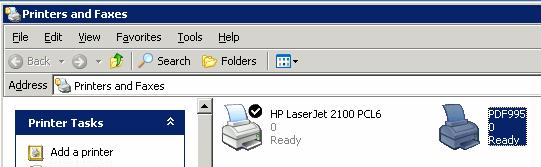 Printers and Faxes
File Edit View Favorites Tools Help
Back Search Folders
Address Printers and Faxes
Printer Tasks
Add a printer
HP LaserJet 2100 PCL6
0
Ready
PDF995
0
Ready